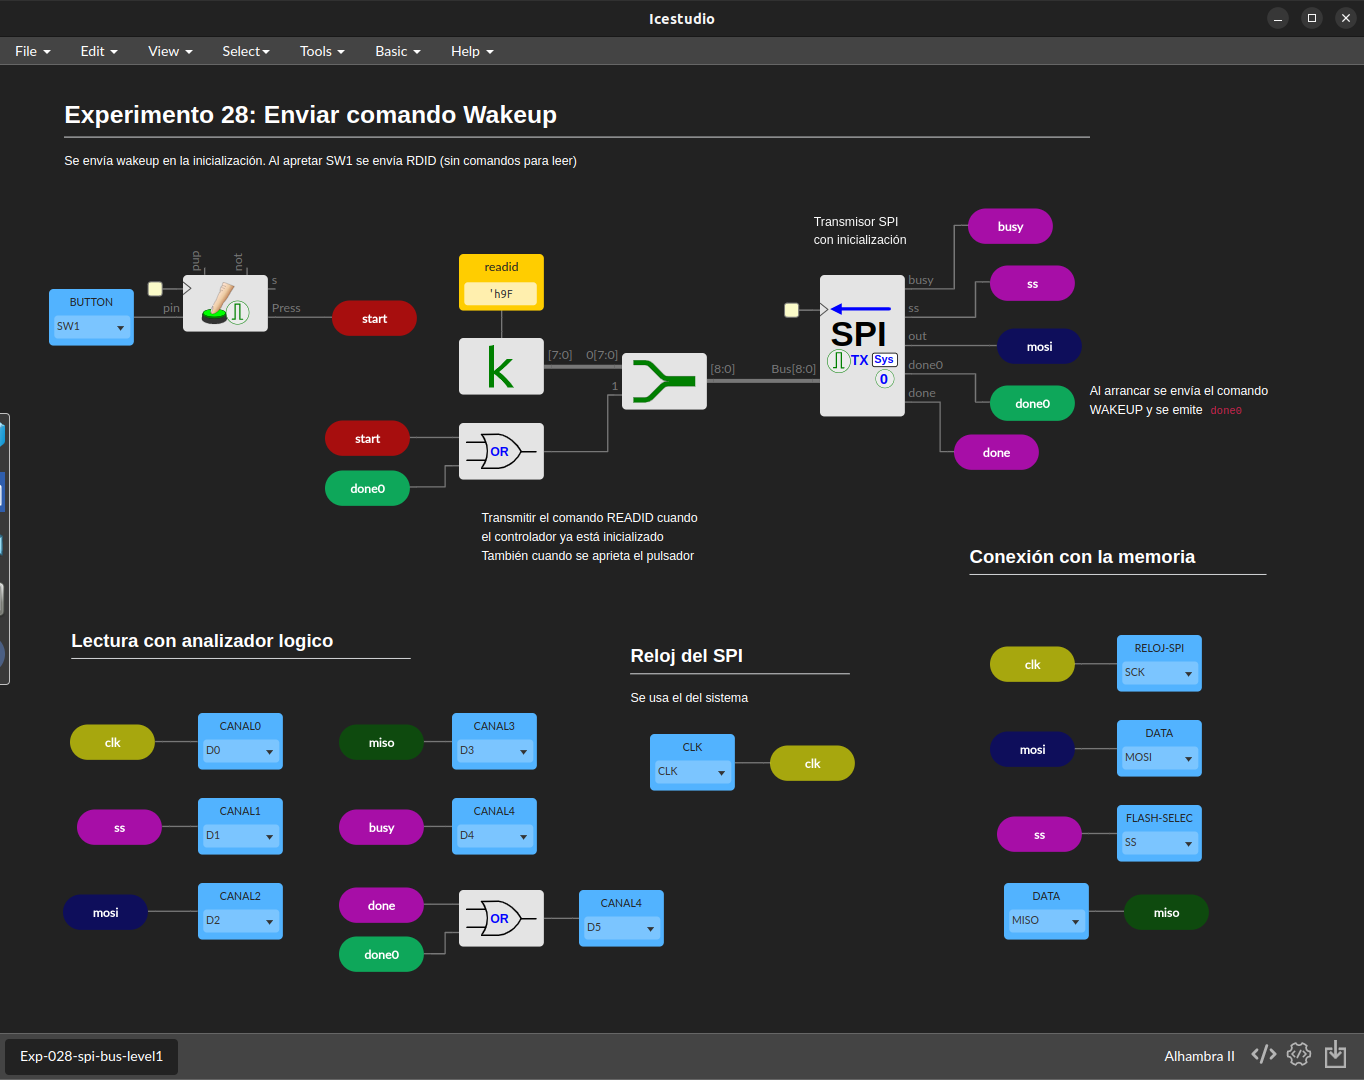 Icestudio
File Edit View Select Tools Basic Help
Experimento 28: Enviar comando Wakeup
Se envía wakeup en la inicialización. Al apretar SW1 se envía RDID (sin comandos para leer)
BUTTON
SW1
pup
not
pin
s
Press
start
readid
'h9F
k
[7:0]
0[7:0]
1
[8:0]
start
done0
OR
Transmitir el comando READID cuando
el controlador ya está inicializado
También cuando se aprieta el pulsador
Transmisor SPI
con inicialización
Bus[8:0]
SPI
TX Sys
0
busy
ss
out
done0
done
busy
ss
mosi
done0
done
Al arrancar se envía el comando
WAKEUP y se emite done0
Lectura con analizador logico
clk
CANAL0
D0
miso
CANAL3
D3
ss
CANAL1
D1
busy
CANAL4
D4
mosi
CANAL2
D2
done
done0
OR
CANAL4
D5
Reloj del SPI
Se usa el del sistema
CLK
CLK
clk
Conexión con la memoria
clk
RELOJ-SPI
SCK
mosi
DATA
MOSI
ss
FLASH-SELEC
SS
DATA
MISO
miso
Exp-028-spi-bus-level1
Alhambra II